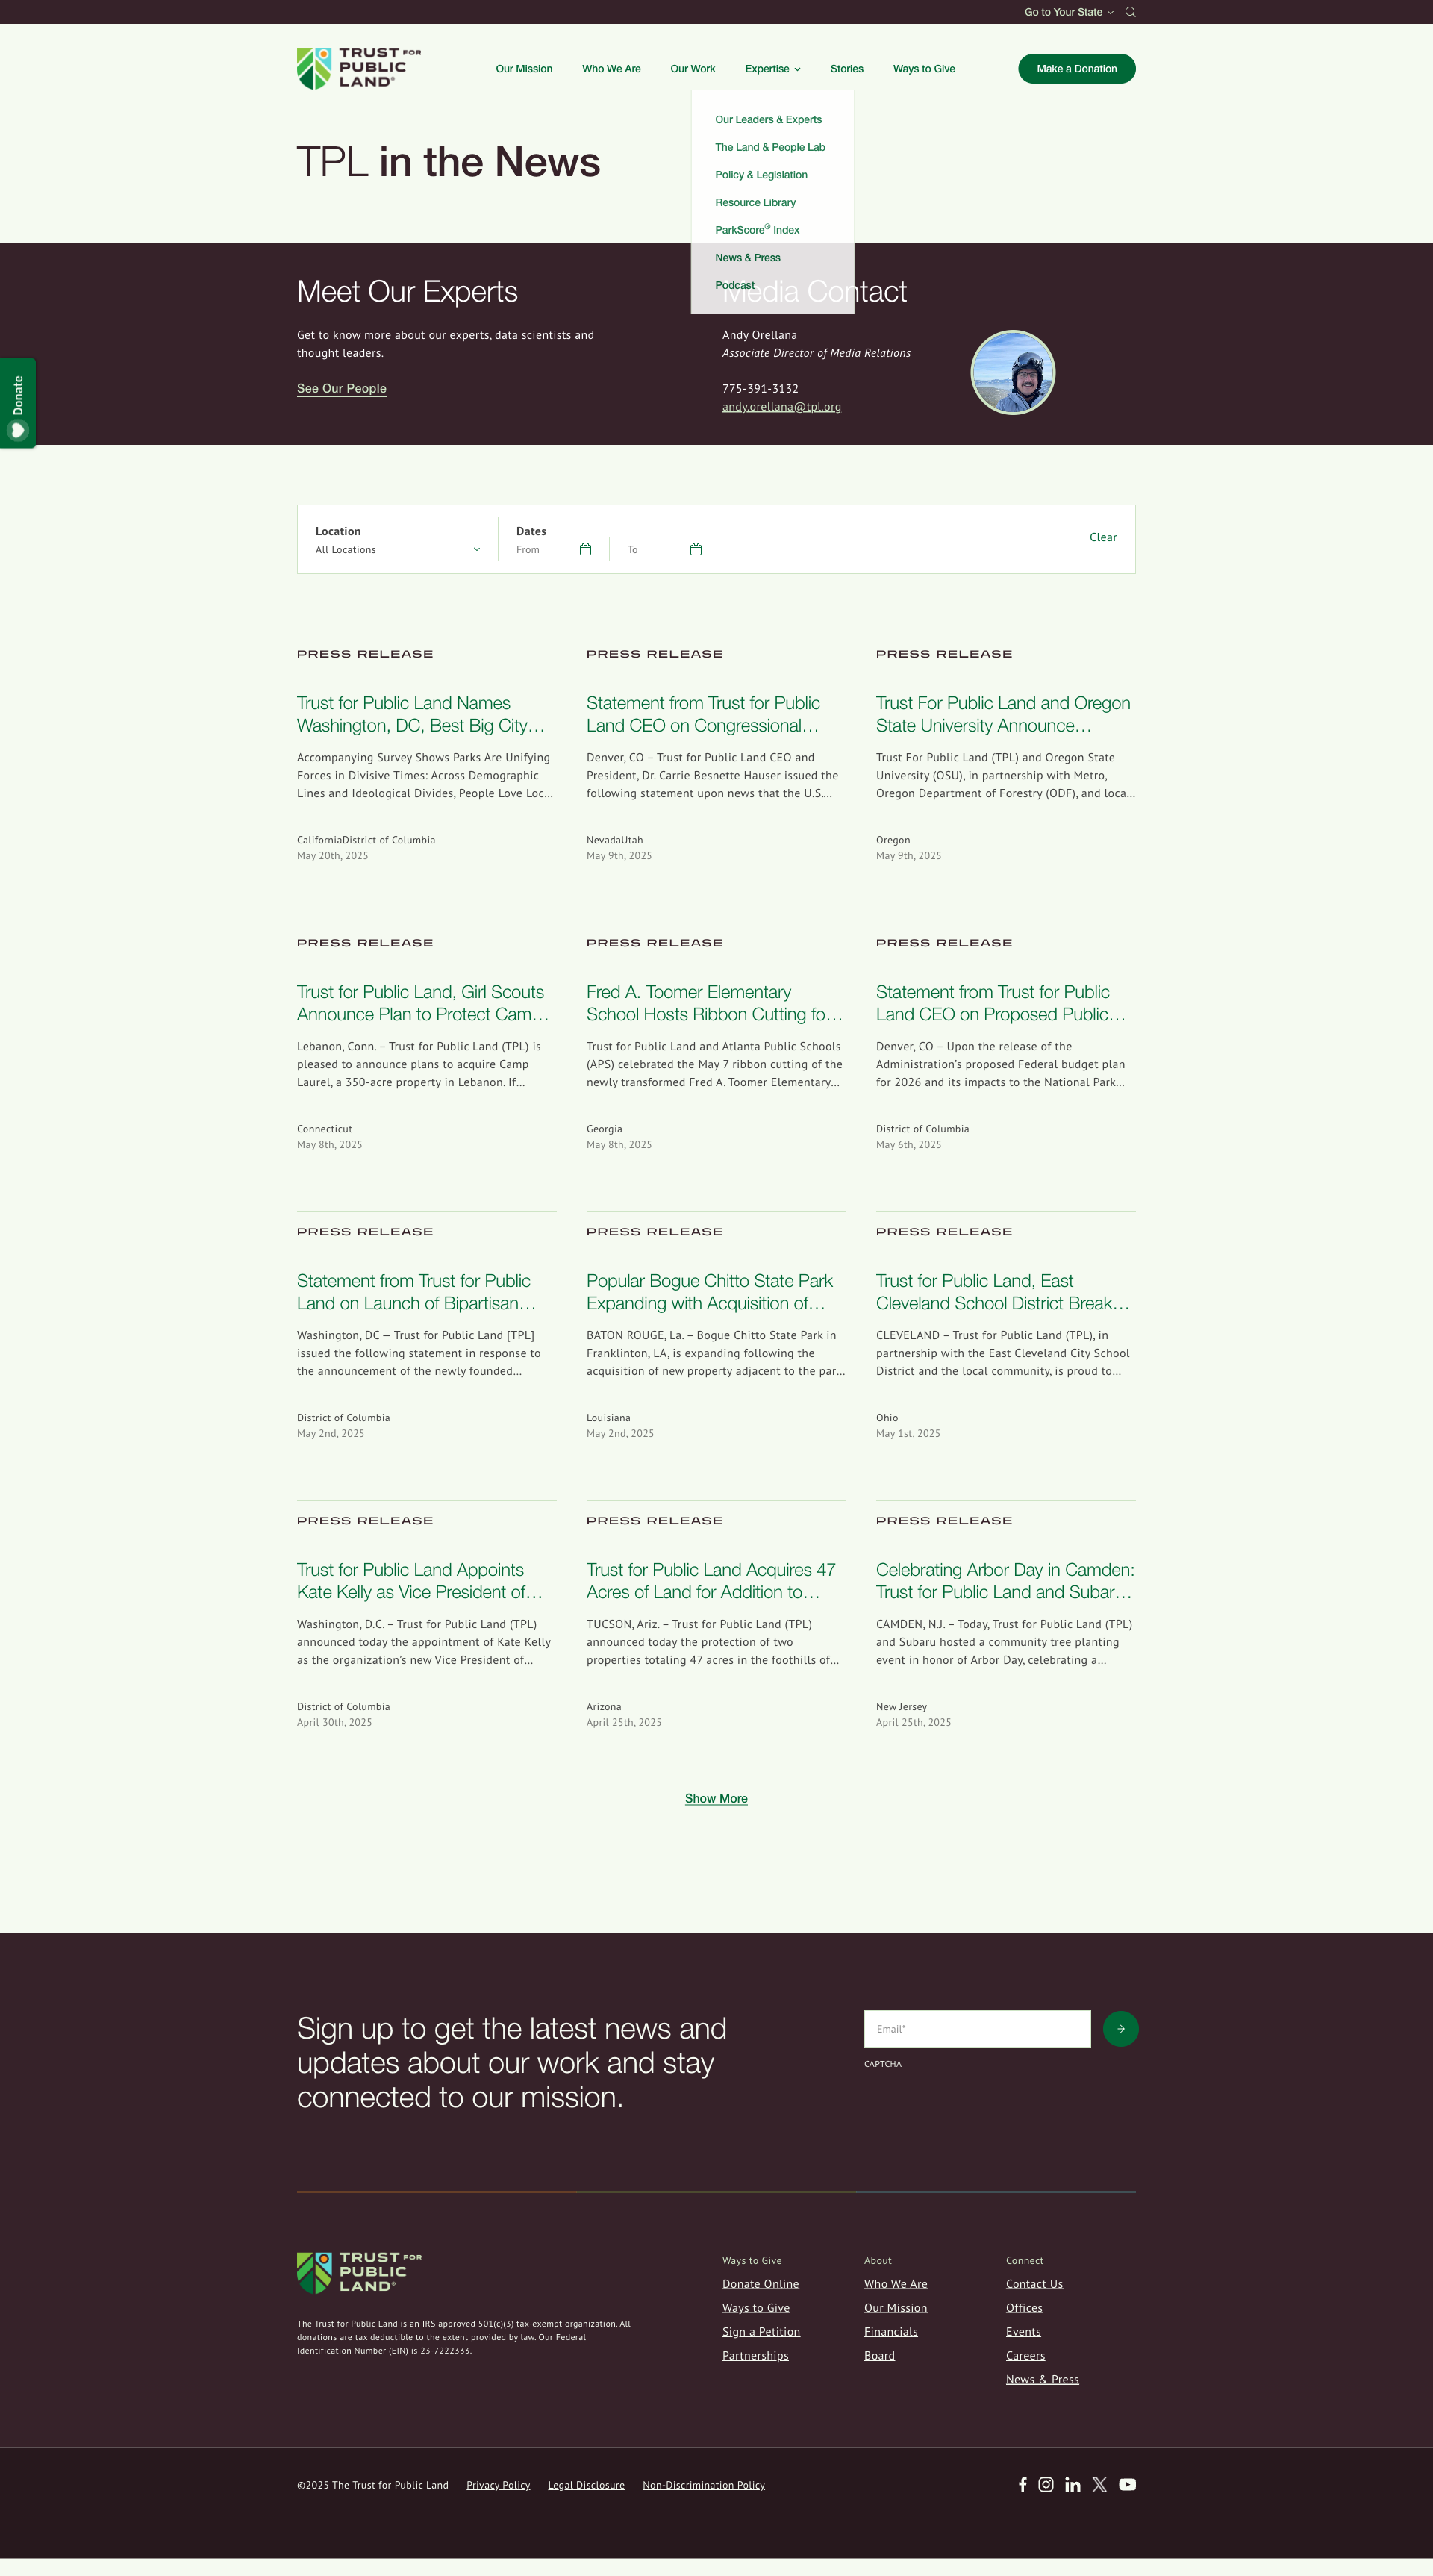 Go to Your State
TRUST FOR
PUBLIC
LAND®
Our Mission
Who We Are
Our Work
Expertise
Stories
Ways to Give
Make a Donation
Our Leaders & Experts
The Land & People Lab
Policy & Legislation
Resource Library
ParkScore® Index
News & Press
Podcast
TPL in the News
Meet Our Experts
Get to know more about our experts, data scientists and
thought leaders.
See Our People
Media Contact
Andy Orellana
Associate Director of Media Relations
775-391-3132
andy.orellana@tpl.org
Donate
Location
All Locations
Dates
From
To
Clear
PRESS RELEASE
Trust for Public Land Names
Washington, DC, Best Big City…
Accompanying Survey Shows Parks Are Unifying
Forces in Divisive Times: Across Demographic
Lines and Ideological Divides, People Love Loc…
CaliforniaDistrict of Columbia
May 20th, 2025
PRESS RELEASE
Statement from Trust for Public
Land CEO on Congressional…
Denver, CO – Trust for Public Land CEO and
President, Dr. Carrie Besnette Hauser issued the
following statement upon news that the U.S.…
NevadaUtah
May 9th, 2025
PRESS RELEASE
Trust For Public Land and Oregon
State University Announce…
Trust For Public Land (TPL) and Oregon State
University (OSU), in partnership with Metro,
Oregon Department of Forestry (ODF), and loca…
Oregon
May 9th, 2025
PRESS RELEASE
Trust for Public Land, Girl Scouts
Announce Plan to Protect Cam…
Lebanon, Conn. – Trust for Public Land (TPL) is
pleased to announce plans to acquire Camp
Laurel, a 350-acre property in Lebanon. If…
Connecticut
May 8th, 2025
PRESS RELEASE
Fred A. Toomer Elementary
School Hosts Ribbon Cutting fo…
Trust for Public Land and Atlanta Public Schools
(APS) celebrated the May 7 ribbon cutting of the
newly transformed Fred A. Toomer Elementary…
Georgia
May 8th, 2025
PRESS RELEASE
Statement from Trust for Public
Land CEO on Proposed Public…
Denver, CO – Upon the release of the
Administration’s proposed Federal budget plan
for 2026 and its impacts to the National Park…
District of Columbia
May 6th, 2025
PRESS RELEASE
Statement from Trust for Public
Land on Launch of Bipartisan…
Washington, DC — Trust for Public Land [TPL]
issued the following statement in response to
the announcement of the newly founded…
District of Columbia
May 2nd, 2025
PRESS RELEASE
Popular Bogue Chitto State Park
Expanding with Acquisition of…
BATON ROUGE, La. – Bogue Chitto State Park in
Franklinton, LA, is expanding following the
acquisition of new property adjacent to the par…
Louisiana
May 2nd, 2025
PRESS RELEASE
Trust for Public Land, East
Cleveland School District Break…
CLEVELAND – Trust for Public Land (TPL), in
partnership with the East Cleveland City School
District and the local community, is proud to…
Ohio
May 1st, 2025
PRESS RELEASE
Trust for Public Land Appoints
Kate Kelly as Vice President of…
Washington, D.C. – Trust for Public Land (TPL)
announced today the appointment of Kate Kelly
as the organization’s new Vice President of…
District of Columbia
April 30th, 2025
PRESS RELEASE
Trust for Public Land Acquires 47
Acres of Land for Addition to…
TUCSON, Ariz. – Trust for Public Land (TPL)
announced today the protection of two
properties totaling 47 acres in the foothills of…
Arizona
April 25th, 2025
PRESS RELEASE
Celebrating Arbor Day in Camden:
Trust for Public Land and Subar…
CAMDEN, N.J. – Today, Trust for Public Land (TPL)
and Subaru hosted a community tree planting
event in honor of Arbor Day, celebrating a…
New Jersey
April 25th, 2025
Show More
Sign up to get the latest news and
updates about our work and stay
connected to our mission.
Email*
CAPTCHA
TRUST FOR
PUBLIC
LAND®
The Trust for Public Land is an IRS approved 501(c)(3) tax-exempt organization. All
donations are tax deductible to the extent provided by law. Our Federal
Identification Number (EIN) is 23-7222333.
Ways to Give
Donate Online
Ways to Give
Sign a Petition
Partnerships
About
Who We Are
Our Mission
Financials
Board
Connect
Contact Us
Offices
Events
Careers
News & Press
©2025 The Trust for Public Land
Privacy Policy
Legal Disclosure
Non-Discrimination Policy